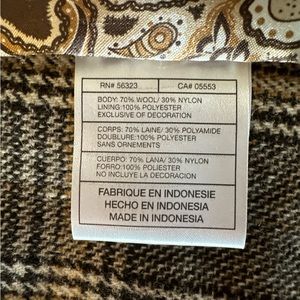 RN# 56323 CA# 05553
BODY: 70% WOOL/ 30% NYLON
LINING:100% POLYESTER
EXCLUSIVE OF DECORATION
CORPS: 70% LAINE/ 30% POLYAMIDE
DOUBLURE:100% POLYESTER
SANS ORNEMENTS
CUERPO: 70% LANA/ 30% NYLON
FORRO:100% POLIESTER
NO INCLUYE LA DECORACION
FABRIQUE EN INDONESIE
HECHO EN INDONESIA
MADE IN INDONESIA